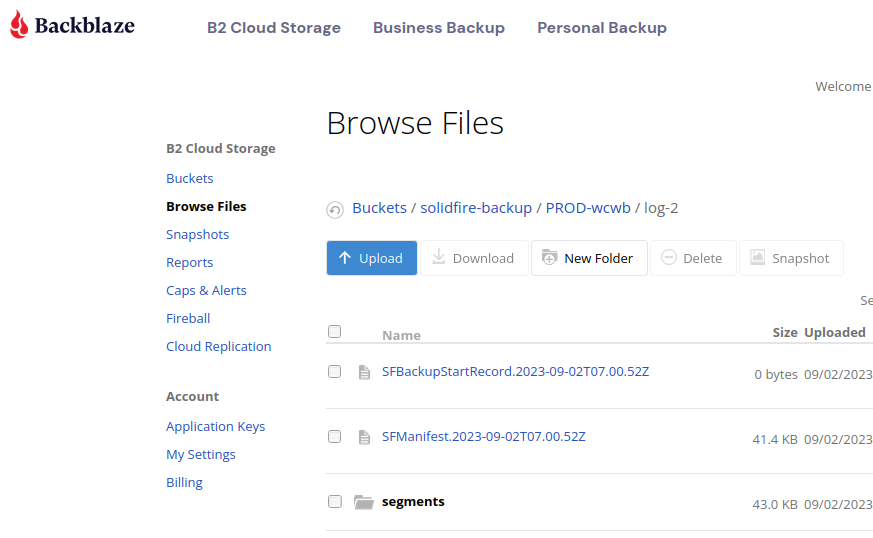 Backblaze B2 Cloud Storage Business Backup Personal Backup
Welcome
Browse Files
B2 Cloud Storage
Buckets
Browse Files
Snapshots
Reports
Caps & Alerts
Fireball
Cloud Replication
Account
Application Keys
My Settings
Billing
Buckets / solidfire-backup / PROD-wcwb / log-2
Upload Download New Folder Delete Snapshot
Se
Name Size Uploaded
SFBackupStartRecord.2023-09-02T07.00.52Z 0 bytes 09/02/2023
SFManifest.2023-09-02T07.00.52Z 41.4 KB 09/02/2023
segments 43.0 KB 09/02/2023